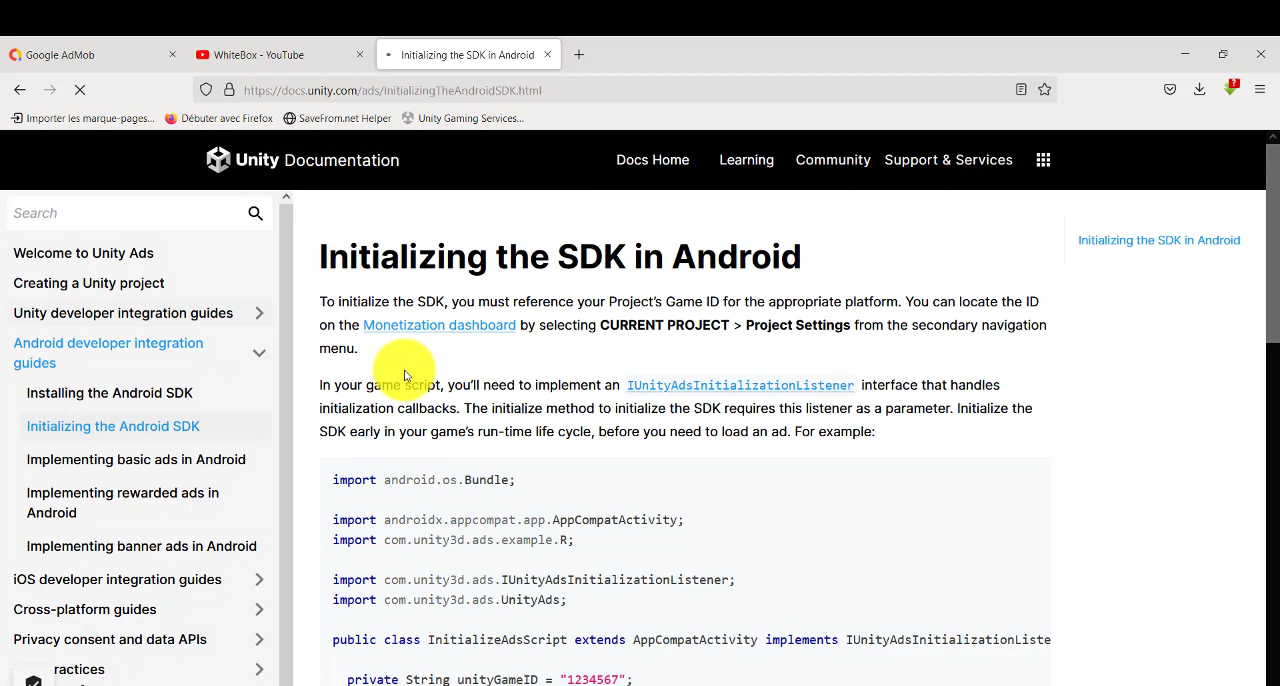 Google AdMob
WhiteBox - YouTube
Initializing the SDK in Android
https://docs.unity.com/ads/InitializingTheAndroidSDK.html
Importer les marque-pages...
Débuter avec Firefox
SaveFrom.net Helper
Unity Gaming Services...
Unity Documentation
Docs Home
Learning
Community
Support & Services
Search
Welcome to Unity Ads
Creating a Unity project
Unity developer integration guides
Android developer integration
guides
Installing the Android SDK
Initializing the Android SDK
Implementing basic ads in Android
Implementing rewarded ads in
Android
Implementing banner ads in Android
iOS developer integration guides
Cross-platform guides
Privacy consent and data APIs
ractices
Initializing the SDK in Android
To initialize the SDK, you must reference your Project's Game ID for the appropriate platform. You can locate the ID
on the Monetization dashboard by selecting CURRENT PROJECT > Project Settings from the secondary navigation
menu.
In your game script, you'll need to implement an IUnityAdsInitializationListener interface that handles
initialization callbacks. The initialize method to initialize the SDK requires this listener as a parameter. Initialize the
SDK early in your game's run-time life cycle, before you need to load an ad. For example:
import android.os.Bundle;
import androidx.appcompat.app.AppCompatActivity;
import com.unity3d.ads.example.R;
import com.unity3d.ads.IUnityAdsInitializationListener;
import com.unity3d.ads.UnityAds;
public class InitializeAdsScript extends AppCompatActivity implements IUnityAdsInitializationListe
private String unityGameID = "1234567";
Initializing the SDK in Android